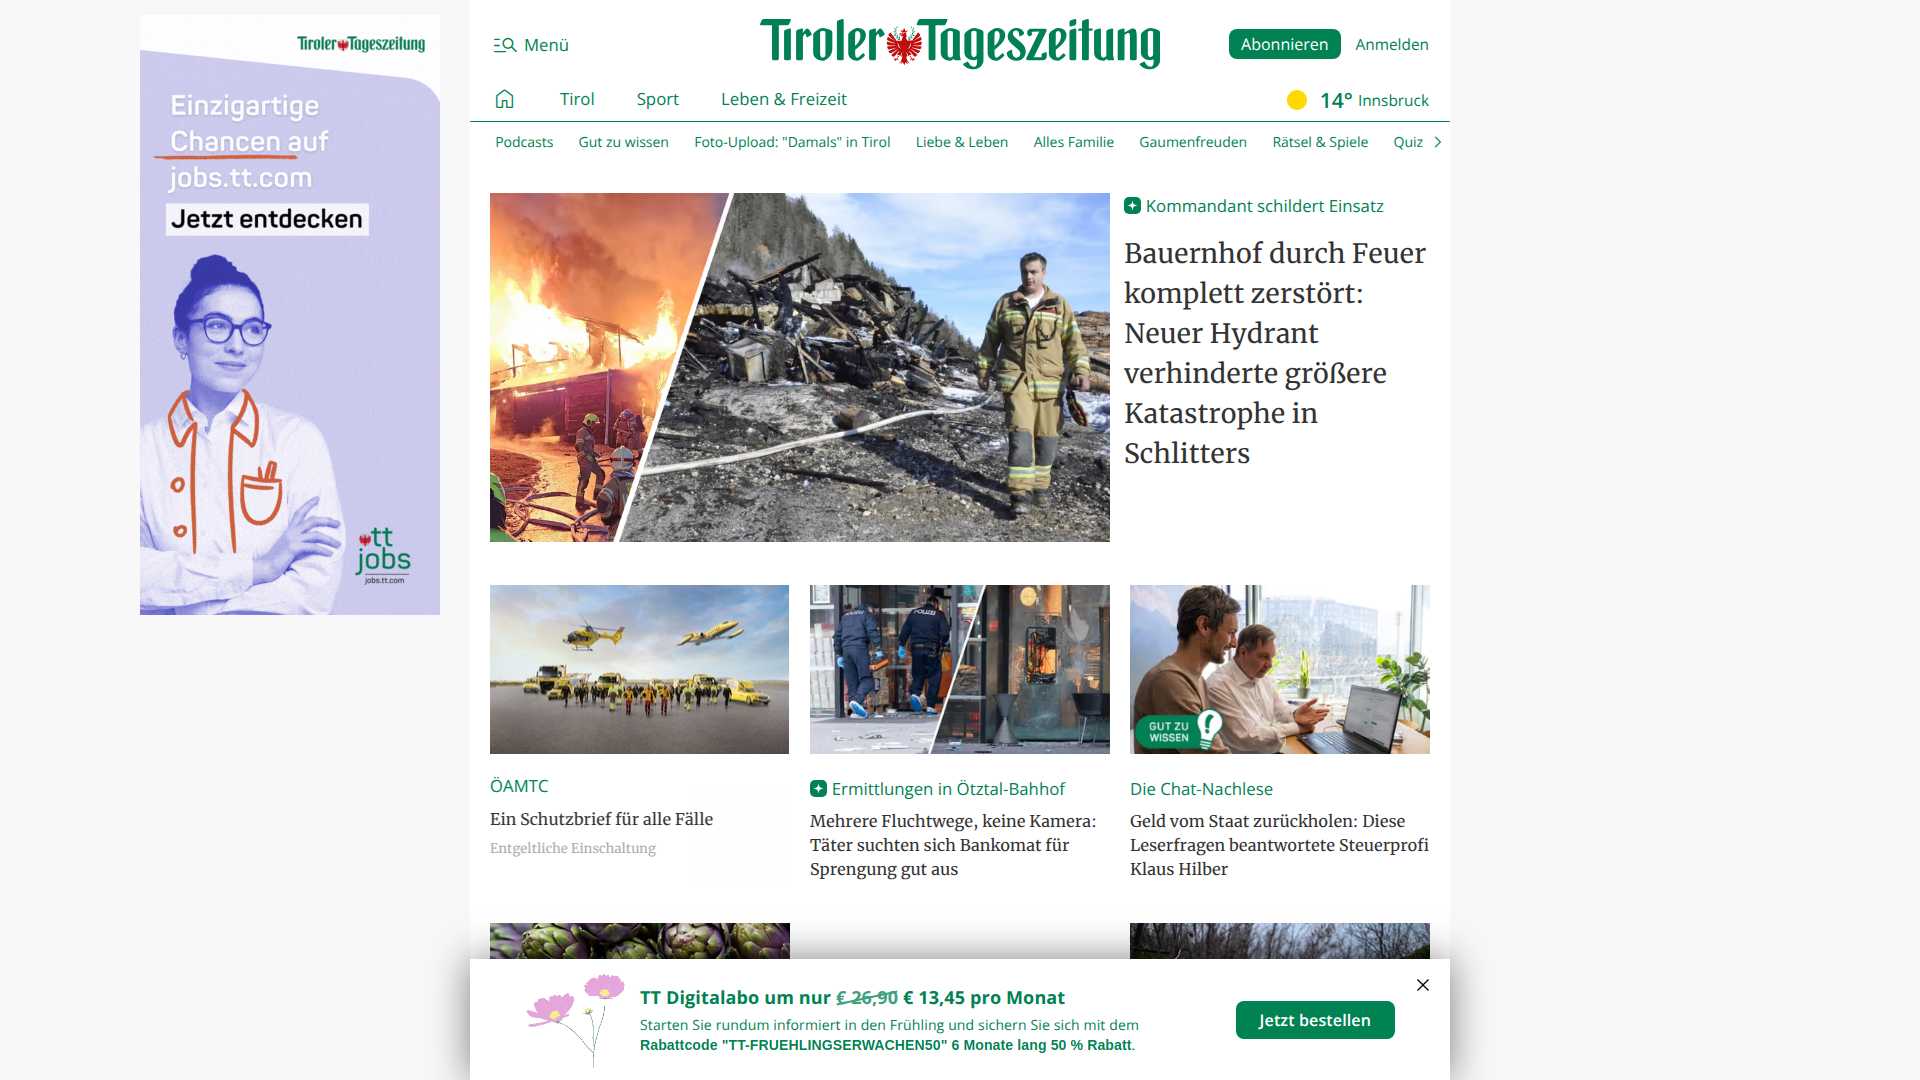 Tiroler Tageszeitung
Einzigartige
Chancen auf
jobs.tt.com
Jetzt entdecken
tt
jobs
jobs.tt.com
Menü
Tiroler Tageszeitung
Abonnieren
Anmelden
Tirol
Sport
Leben & Freizeit
14° Innsbruck
Podcasts
Gut zu wissen
Foto-Upload: "Damals" in Tirol
Liebe & Leben
Alles Familie
Gaumenfreuden
Rätsel & Spiele
Quiz
Kommandant schildert Einsatz
Bauernhof durch Feuer
komplett zerstört:
Neuer Hydrant
verhinderte größere
Katastrophe in
Schlitters
ÖAMTC
Ein Schutzbrief für alle Fälle
Entgeltliche Einschaltung
POLIZEI
Ermittlungen in Ötztal-Bahhof
Mehrere Fluchtwege, keine Kamera:
Täter suchten sich Bankomat für
Sprengung gut aus
GUT ZU
WISSEN
Die Chat-Nachlese
Geld vom Staat zurückholen: Diese
Leserfragen beantwortete Steuerprofi
Klaus Hilber
TT Digitalabo um nur € 26,90 € 13,45 pro Monat
Starten Sie rundum informiert in den Frühling und sichern Sie sich mit dem
Rabattcode "TT-FRUEHLINGSERWACHEN50" 6 Monate lang 50 % Rabatt.
Jetzt bestellen